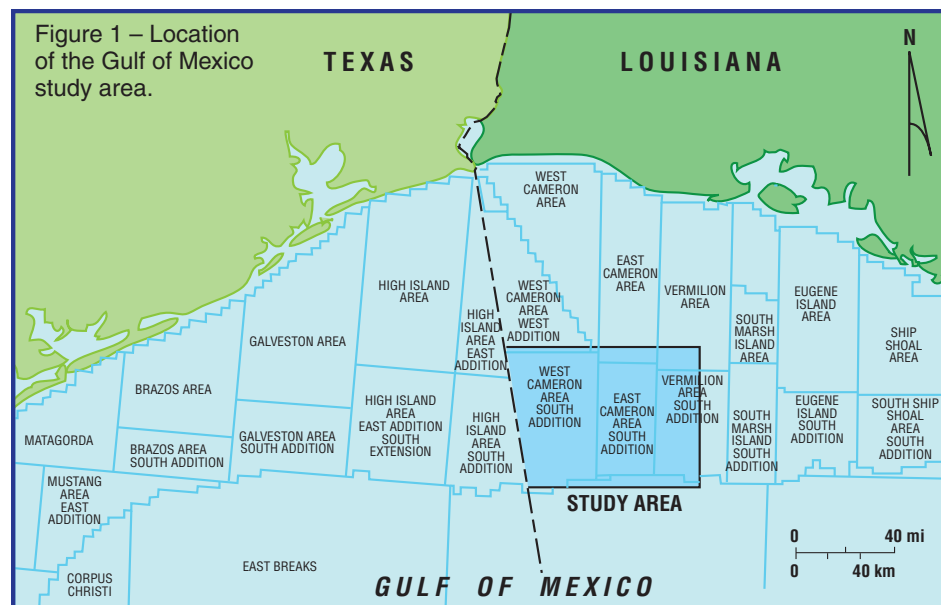 Figure 1 – Location
of the Gulf of Mexico
study area.
TEXAS
LOUISIANA
N
WEST
CAMERON
AREA
EAST
CAMERON
AREA
HIGH ISLAND
AREA
WEST
CAMERON
AREA
WEST
ADDITION
VERMILION
AREA
EUGENE
ISLAND
AREA
HIGH
ISLAND
AREA
EAST
ADDITION
SOUTH
MARSH
ISLAND
AREA
SHIP
SHOAL
AREA
GALVESTON AREA
BRAZOS AREA
WEST
CAMERON
AREA
SOUTH
ADDITION
EAST
CAMERON
AREA
SOUTH
ADDITION
VERMILION
AREA
SOUTH
ADDITION
HIGH ISLAND
AREA
EAST ADDITION
SOUTH
EXTENSION
HIGH
ISLAND
AREA
SOUTH
ADDITION
SOUTH
MARSH
ISLAND
SOUTH
ADDITION
EUGENE
ISLAND
SOUTH
ADDITION
SOUTH SHIP
SHOAL
AREA
SOUTH
ADDITION
MATAGORDA
BRAZOS AREA
SOUTH ADDITION
GALVESTON AREA
SOUTH ADDITION
MUSTANG
AREA
EAST
ADDITION
STUDY AREA
CORPUS
CHRISTI
EAST BREAKS
GULF OF MEXICO
0 40 mi
0 40 km